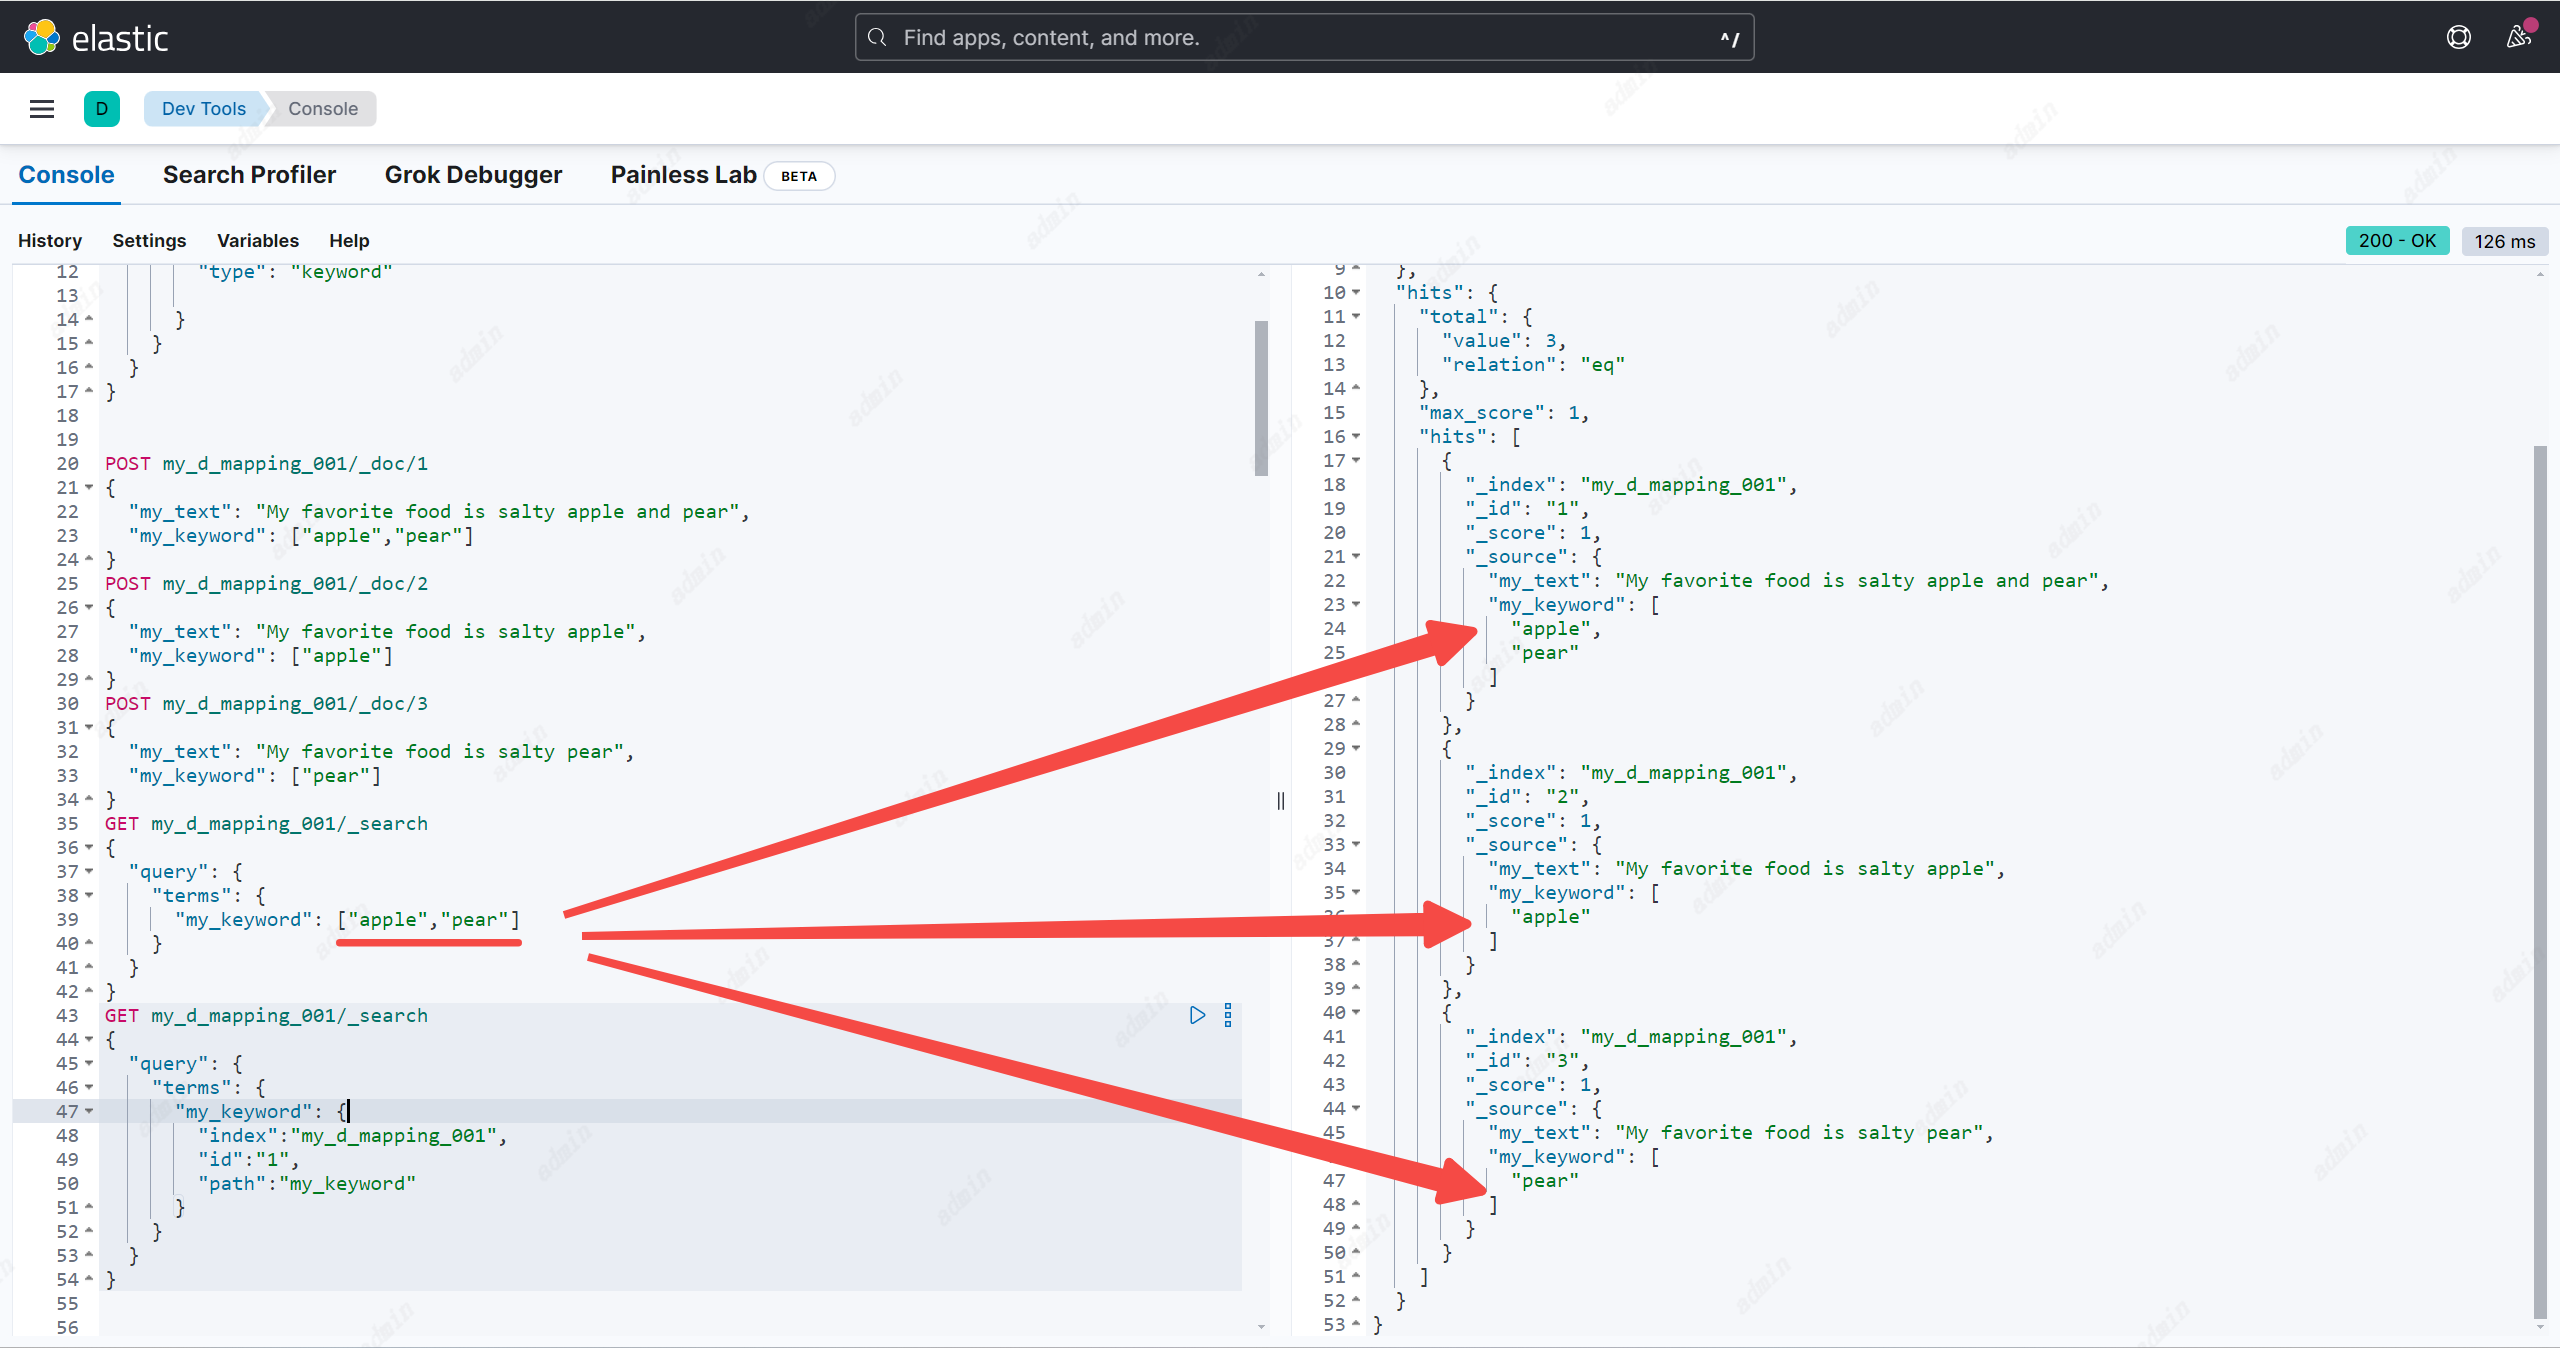 elastic
Find apps, content, and more.
^/
D
Dev Tools
Console
Console
Search Profiler
Grok Debugger
Painless Lab
BETA
History
Settings
Variables
Help
200 - OK
126 ms
12 "type": "keyword"
13
14 }
15 }
16 }
17 }
18
19
20 POST my_d_mapping_001/_doc/1
21 {
22 "my_text": "My favorite food is salty apple and pear",
23 "my_keyword": ["apple","pear"]
24 }
25 POST my_d_mapping_001/_doc/2
26 {
27 "my_text": "My favorite food is salty apple",
28 "my_keyword": ["apple"]
29 }
30 POST my_d_mapping_001/_doc/3
31 {
32 "my_text": "My favorite food is salty pear",
33 "my_keyword": ["pear"]
34 }
35 GET my_d_mapping_001/_search
36 {
37 "query": {
38 "terms": {
39 "my_keyword": ["apple","pear"]
40 }
41 }
42 }
43 GET my_d_mapping_001/_search
44 {
45 "query": {
46 "terms": {
47 "my_keyword": {
48 "index":"my_d_mapping_001",
49 "id":"1",
50 "path":"my_keyword"
51 }
52 }
53 }
54 }
55
56
9 },
10 "hits": {
11 "total": {
12 "value": 3,
13 "relation": "eq"
14 },
15 "max_score": 1,
16 "hits": [
17 {
18 "_index": "my_d_mapping_001",
19 "_id": "1",
20 "_score": 1,
21 "_source": {
22 "my_text": "My favorite food is salty apple and pear",
23 "my_keyword": [
24 "apple",
25 "pear"
]
27 }
28 },
29 {
30 "_index": "my_d_mapping_001",
31 "_id": "2",
32 "_score": 1,
33 "_source": {
34 "my_text": "My favorite food is salty apple",
35 "my_keyword": [
36 "apple"
37 ]
38 }
39 },
40 {
41 "_index": "my_d_mapping_001",
42 "_id": "3",
43 "_score": 1,
44 "_source": {
45 "my_text": "My favorite food is salty pear",
"my_keyword": [
47 "pear"
48 ]
49 }
50 }
51 ]
52 }
53 }